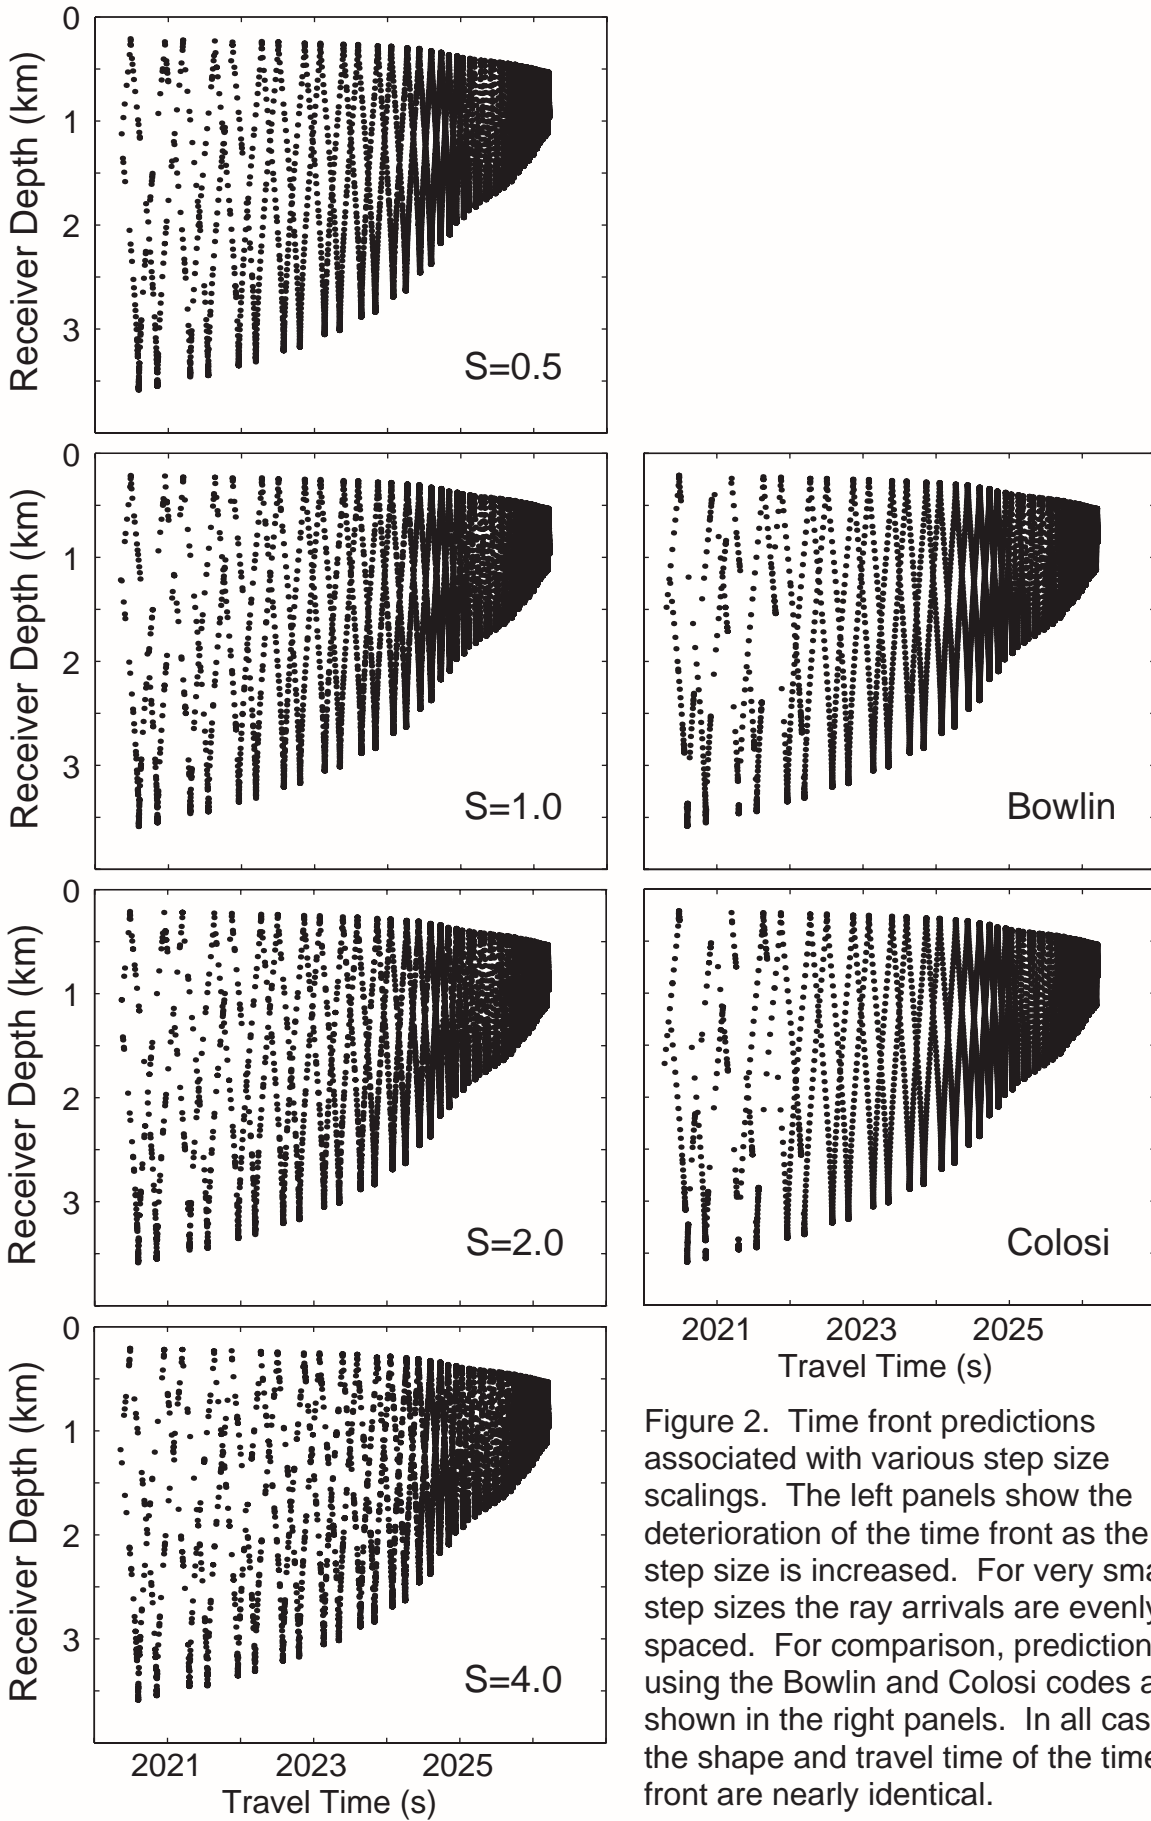 0
1
2
3
Receiver Depth (km)
S=0.5
0
1
2
3
Receiver Depth (km)
S=1.0
Bowlin
0
1
2
3
Receiver Depth (km)
S=2.0
Colosi
2021 2023 2025
Travel Time (s)
0
1
2
3
Receiver Depth (km)
S=4.0
2021 2023 2025
Travel Time (s)
Figure 2. Time front predictions
associated with various step size
scalings. The left panels show the
deterioration of the time front as the
step size is increased. For very sma
step sizes the ray arrivals are evenly
spaced. For comparison, prediction
using the Bowlin and Colosi codes a
shown in the right panels. In all cas
the shape and travel time of the time
front are nearly identical.